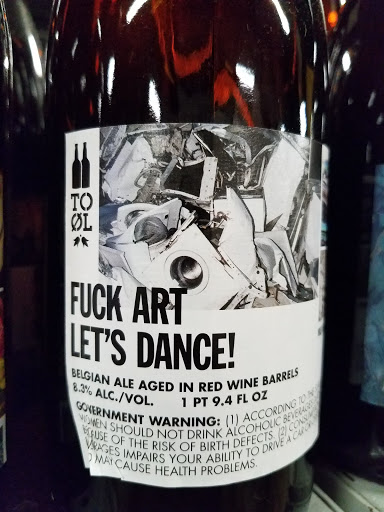 TO
ØL
FUCK ART
LET'S DANCE!
BELGIAN ALE AGED IN RED WINE BARRELS
8.3% ALC./VOL. 1 PT 9.4 FL OZ
GOVERNMENT WARNING: (1) ACCORDING TO THE
WOMEN SHOULD NOT DRINK ALCOHOLIC BEVERAGE
OF THE RISK OF BIRTH DEFECTS. (2)
IMPAIRS YOUR ABILITY TO DRIVE A CAR OR
MAY CAUSE HEALTH PROBLEMS.